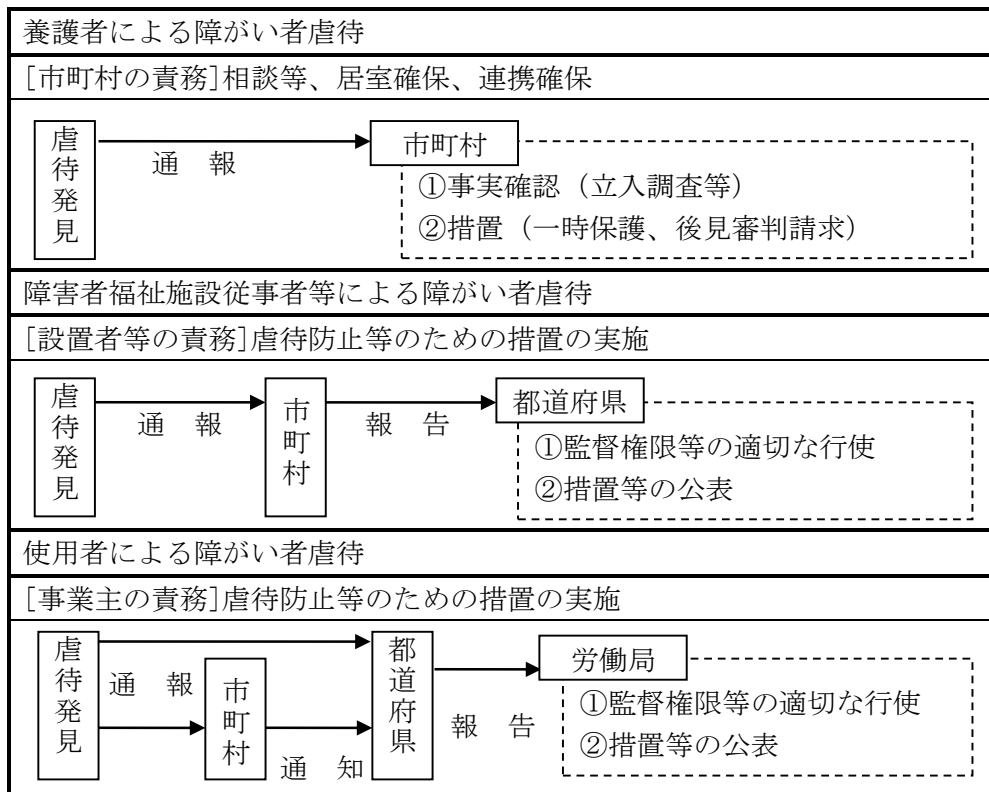 養護者による障がい者虐待
[市町村の責務]相談等、居室確保、連携確保
虐待発見
通 報
市町村
①事実確認（立入調査等）
②措置（一時保護、後見審判請求）
障害者福祉施設従事者等による障がい者虐待
[設置者等の責務]虐待防止等のための措置の実施
虐待発見
通 報
市町村
報 告
都道府県
①監督権限等の適切な行使
②措置等の公表
使用者による障がい者虐待
[事業主の責務]虐待防止等のための措置の実施
虐待発見
通 報
市町村
通 知
都道府県
報 告
労働局
①監督権限等の適切な行使
②措置等の公表